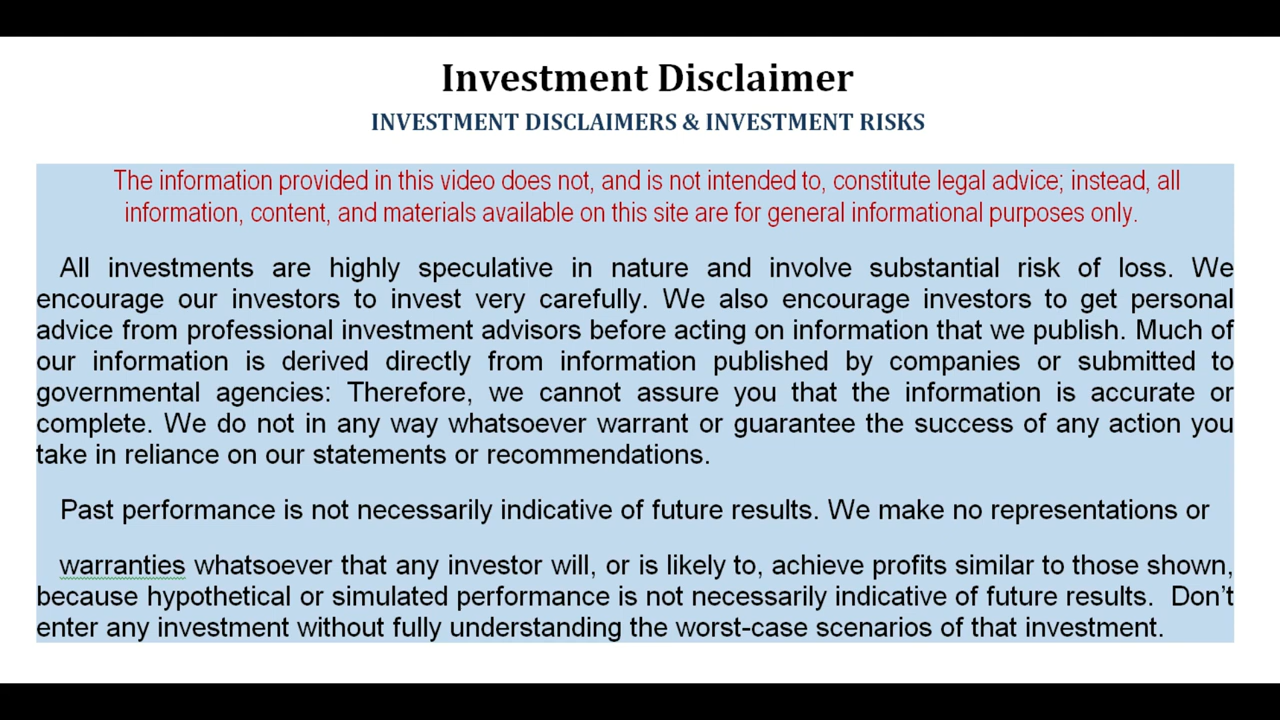 Investment Disclaimer
INVESTMENT DISCLAIMERS & INVESTMENT RISKS
The information provided in this video does not, and is not intended to, constitute legal advice; instead, all
information, content, and materials available on this site are for general informational purposes only.
All investments are highly speculative in nature and involve substantial risk of loss. We
encourage our investors to invest very carefully. We also encourage investors to get personal
advice from professional investment advisors before acting on information that we publish. Much of
our information is derived directly from information published by companies or submitted to
governmental agencies: Therefore, we cannot assure you that the information is accurate or
complete. We do not in any way whatsoever warrant or guarantee the success of any action you
take in reliance on our statements or recommendations.
Past performance is not necessarily indicative of future results. We make no representations or
warranties whatsoever that any investor will, or is likely to, achieve profits similar to those shown,
because hypothetical or simulated performance is not necessarily indicative of future results. Don’t
enter any investment without fully understanding the worst-case scenarios of that investment.